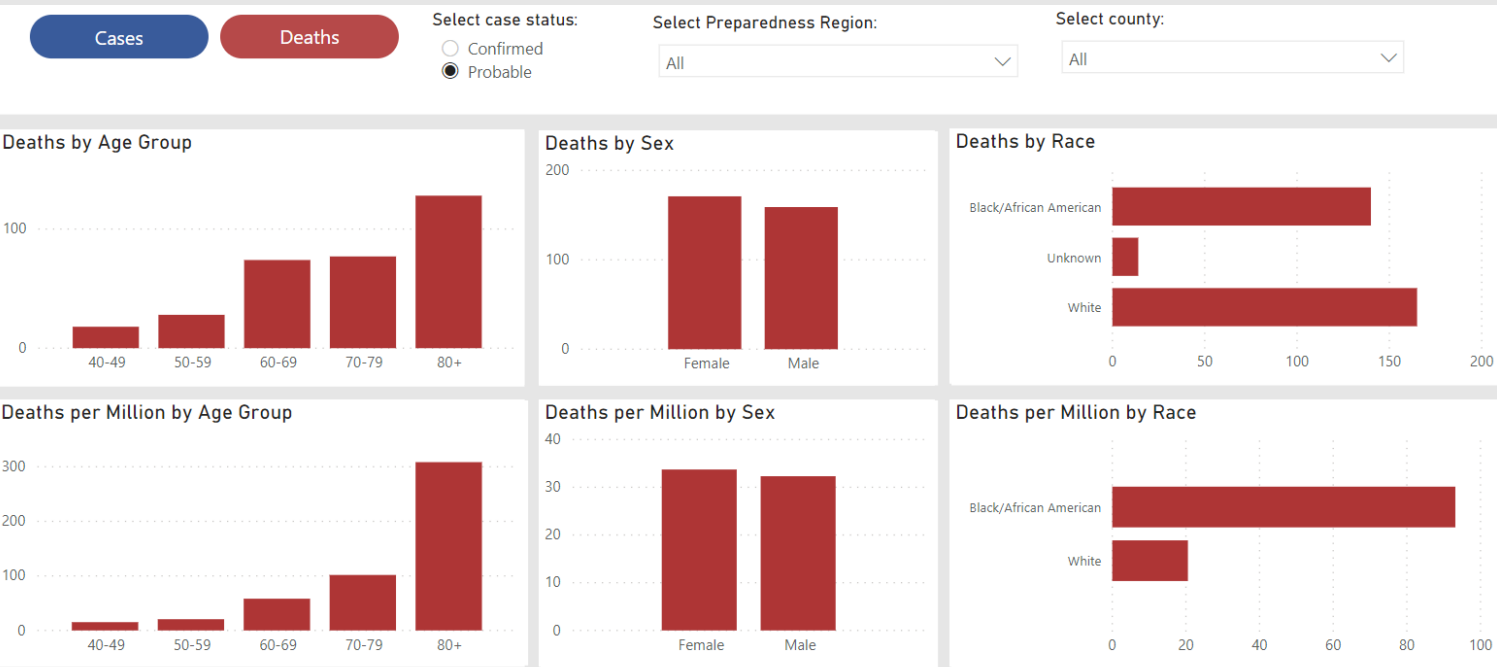 Cases
Deaths
Select case status:
Confirmed
Probable
Select Preparedness Region:
All
Select county:
All
Deaths by Age Group
100
0
40-49 50-59 60-69 70-79 80+
Deaths by Sex
200
100
0
Female Male
Deaths by Race
Black/African American
Unknown
White
0 50 100 150 200
Deaths per Million by Age Group
300
200
100
0
40-49 50-59 60-69 70-79 80+
Deaths per Million by Sex
40
30
20
10
0
Female Male
Deaths per Million by Race
Black/African American
White
0 20 40 60 80 100